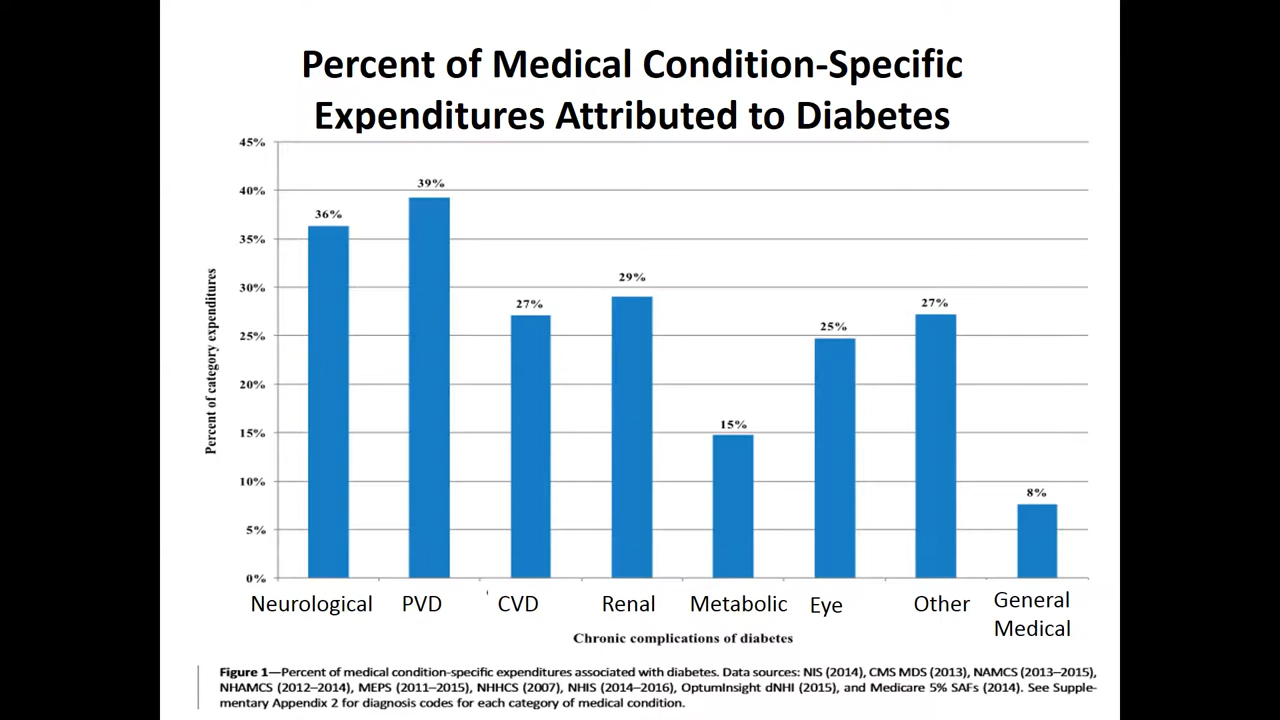 Percent of Medical Condition-Specific
Expenditures Attributed to Diabetes
45%
40%
35%
30%
25%
20%
15%
10%
5%
0%
Percent of category expenditures
36%
39%
27%
29%
15%
25%
27%
8%
Neurological
PVD
CVD
Renal
Metabolic
Eye
Other
General
Medical
Chronic complications of diabetes
Figure 1—Percent of medical condition-specific expenditures associated with diabetes. Data sources: NIS (2014), CMS MDS (2013), NAMCS (2013–2015),
NHAMCS (2012–2014), MEPS (2011–2015), NHHCS (2007), NHIS (2014–2016), OptumInsight dNHI (2015), and Medicare 5% SAFs (2014). See Supple-
mentary Appendix 2 for diagnosis codes for each category of medical condition.